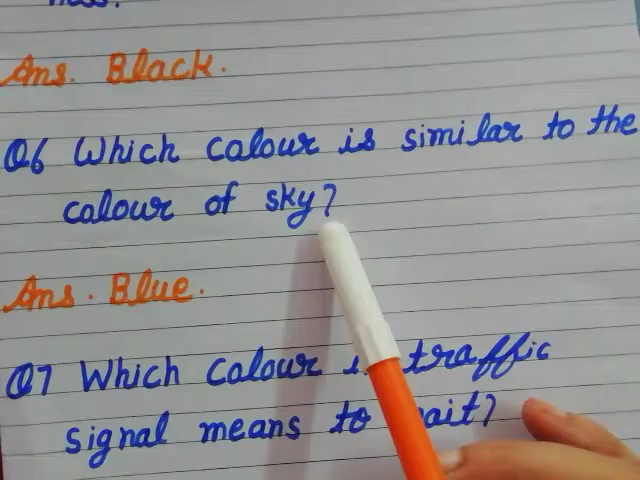 Ans. Black.
Q6 Which colour is similar to the
colour of sky?
Ans. Blue.
Q7 Which colour traffic
signal means to